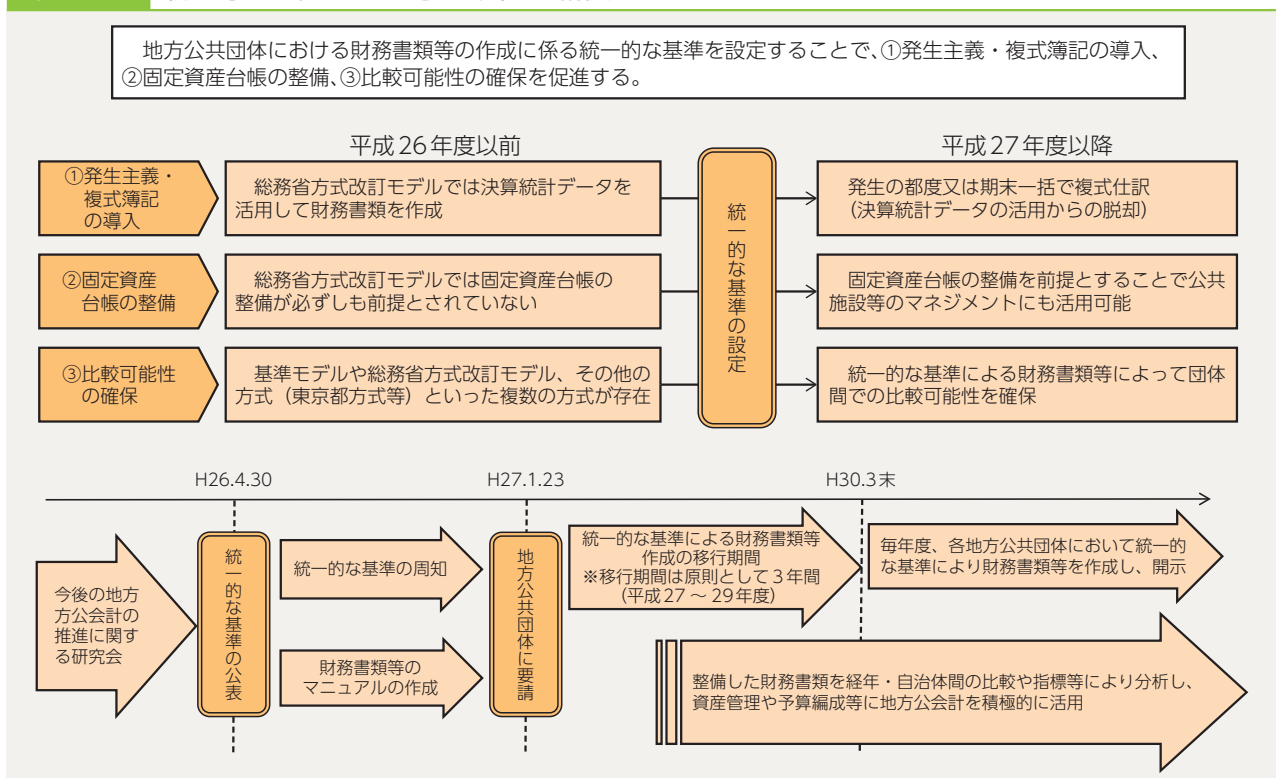 地方公共団体における財務書類等の作成に係る統一的な基準を設定することで、①発生主義・複式簿記の導入、
②固定資産台帳の整備、③比較可能性の確保を促進する。
平成26年度以前
平成27年度以降
①発生主義・
複式簿記
の導入
総務省方式改訂モデルでは決算統計データを
活用して財務書類を作成
発生の都度又は期末一括で複式仕訳
（決算統計データの活用からの脱却）
②固定資産
台帳の整備
総務省方式改訂モデルでは固定資産台帳の
整備が必ずしも前提とされていない
固定資産台帳の整備を前提とすることで公共
施設等のマネジメントにも活用可能
③比較可能性
の確保
基準モデルや総務省方式改訂モデル、その他の
方式（東京都方式等）といった複数の方式が存在
統一的な基準による財務書類等によって団体
間での比較可能性を確保
統一的な基準の設定
H26.4.30
H27.1.23
H30.3末
今後の地方
方公会計の
推進に関す
る研究会
統一的な基準の公表
統一的な基準の周知
財務書類等の
マニュアルの作成
地方公共団体に要請
統一的な基準による財務書類等
作成の移行期間
※移行期間は原則として３年間
（平成27～29年度）
毎年度、各地方公共団体において統一的
な基準により財務書類等を作成し、開示
整備した財務書類を経年・自治体間の比較や指標等により分析し、
資産管理や予算編成等に地方公会計を積極的に活用